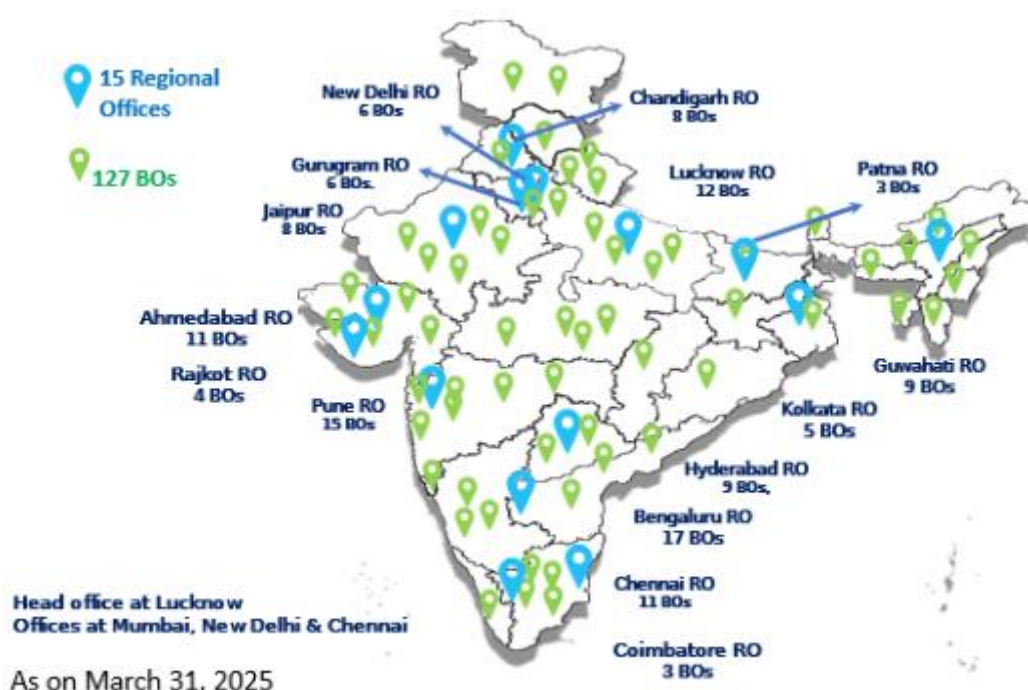 15 Regional
Offices
127 BOs
New Delhi RO
6 BOs
Chandigarh RO
8 BOs
Gurugram RO
6 BOs.
Lucknow RO
12 BOs
Patna RO
3 BOs
Jaipur RO
8 BOs
Ahmedabad RO
11 BOs
Rajkot RO
4 BOs
Pune RO
15 BOs
Guwahati RO
9 BOs
Kolkata RO
5 BOs
Hyderabad RO
9 BOs,
Bengaluru RO
17 BOs
Chennai RO
11 BOs
Coimbatore RO
3 BOs
Head office at Lucknow
Offices at Mumbai, New Delhi & Chennai
As on March 31, 2025